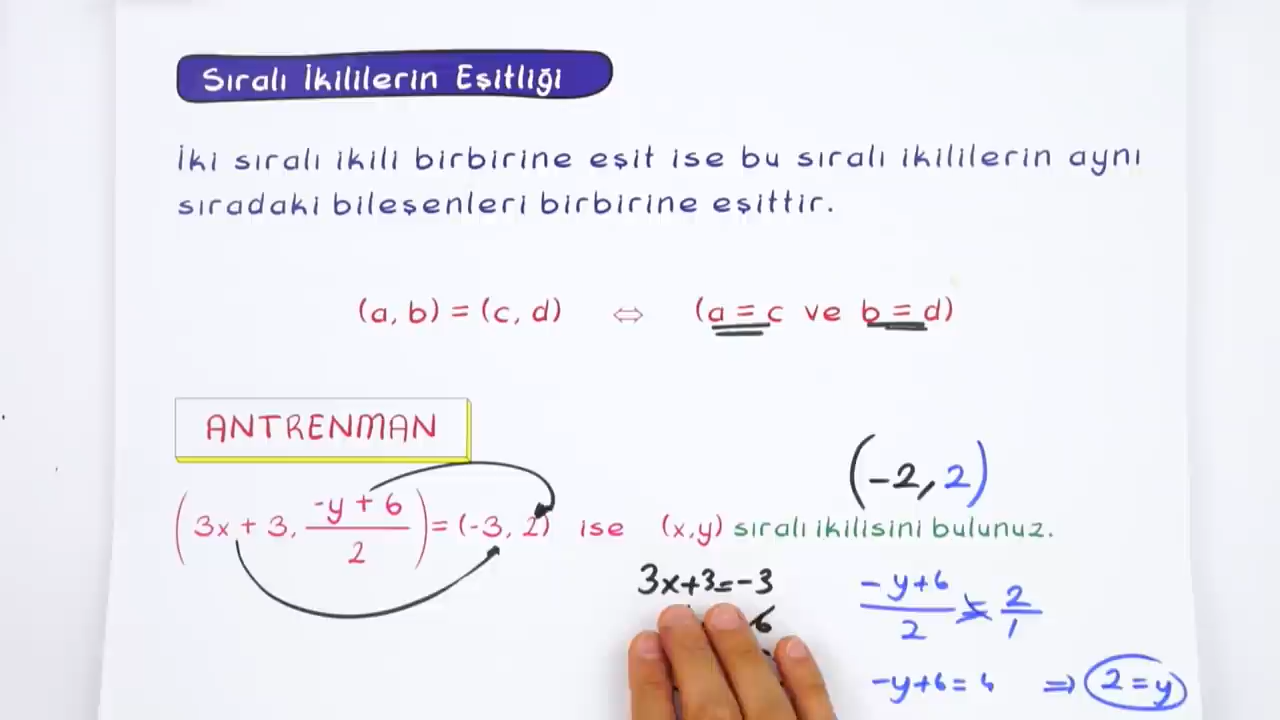 Sıralı İkililerin Eşitliği
İki sıralı ikili birbirine eşit ise bu sıralı ikililerin aynı
sıradaki bileşenleri birbirine eşittir.
(a, b) = (c, d) ⇔ (a = c ve b = d)
ANTRENMAN
(-2, 2)
(3x + 3, (-y + 6)/2) = (-3, 2) ise (x,y) sıralı ikilisini bulunuz.
3x+3=-3
6
(-y+6)/2 = 2/1
-y+6=4 ⇒ 2=y